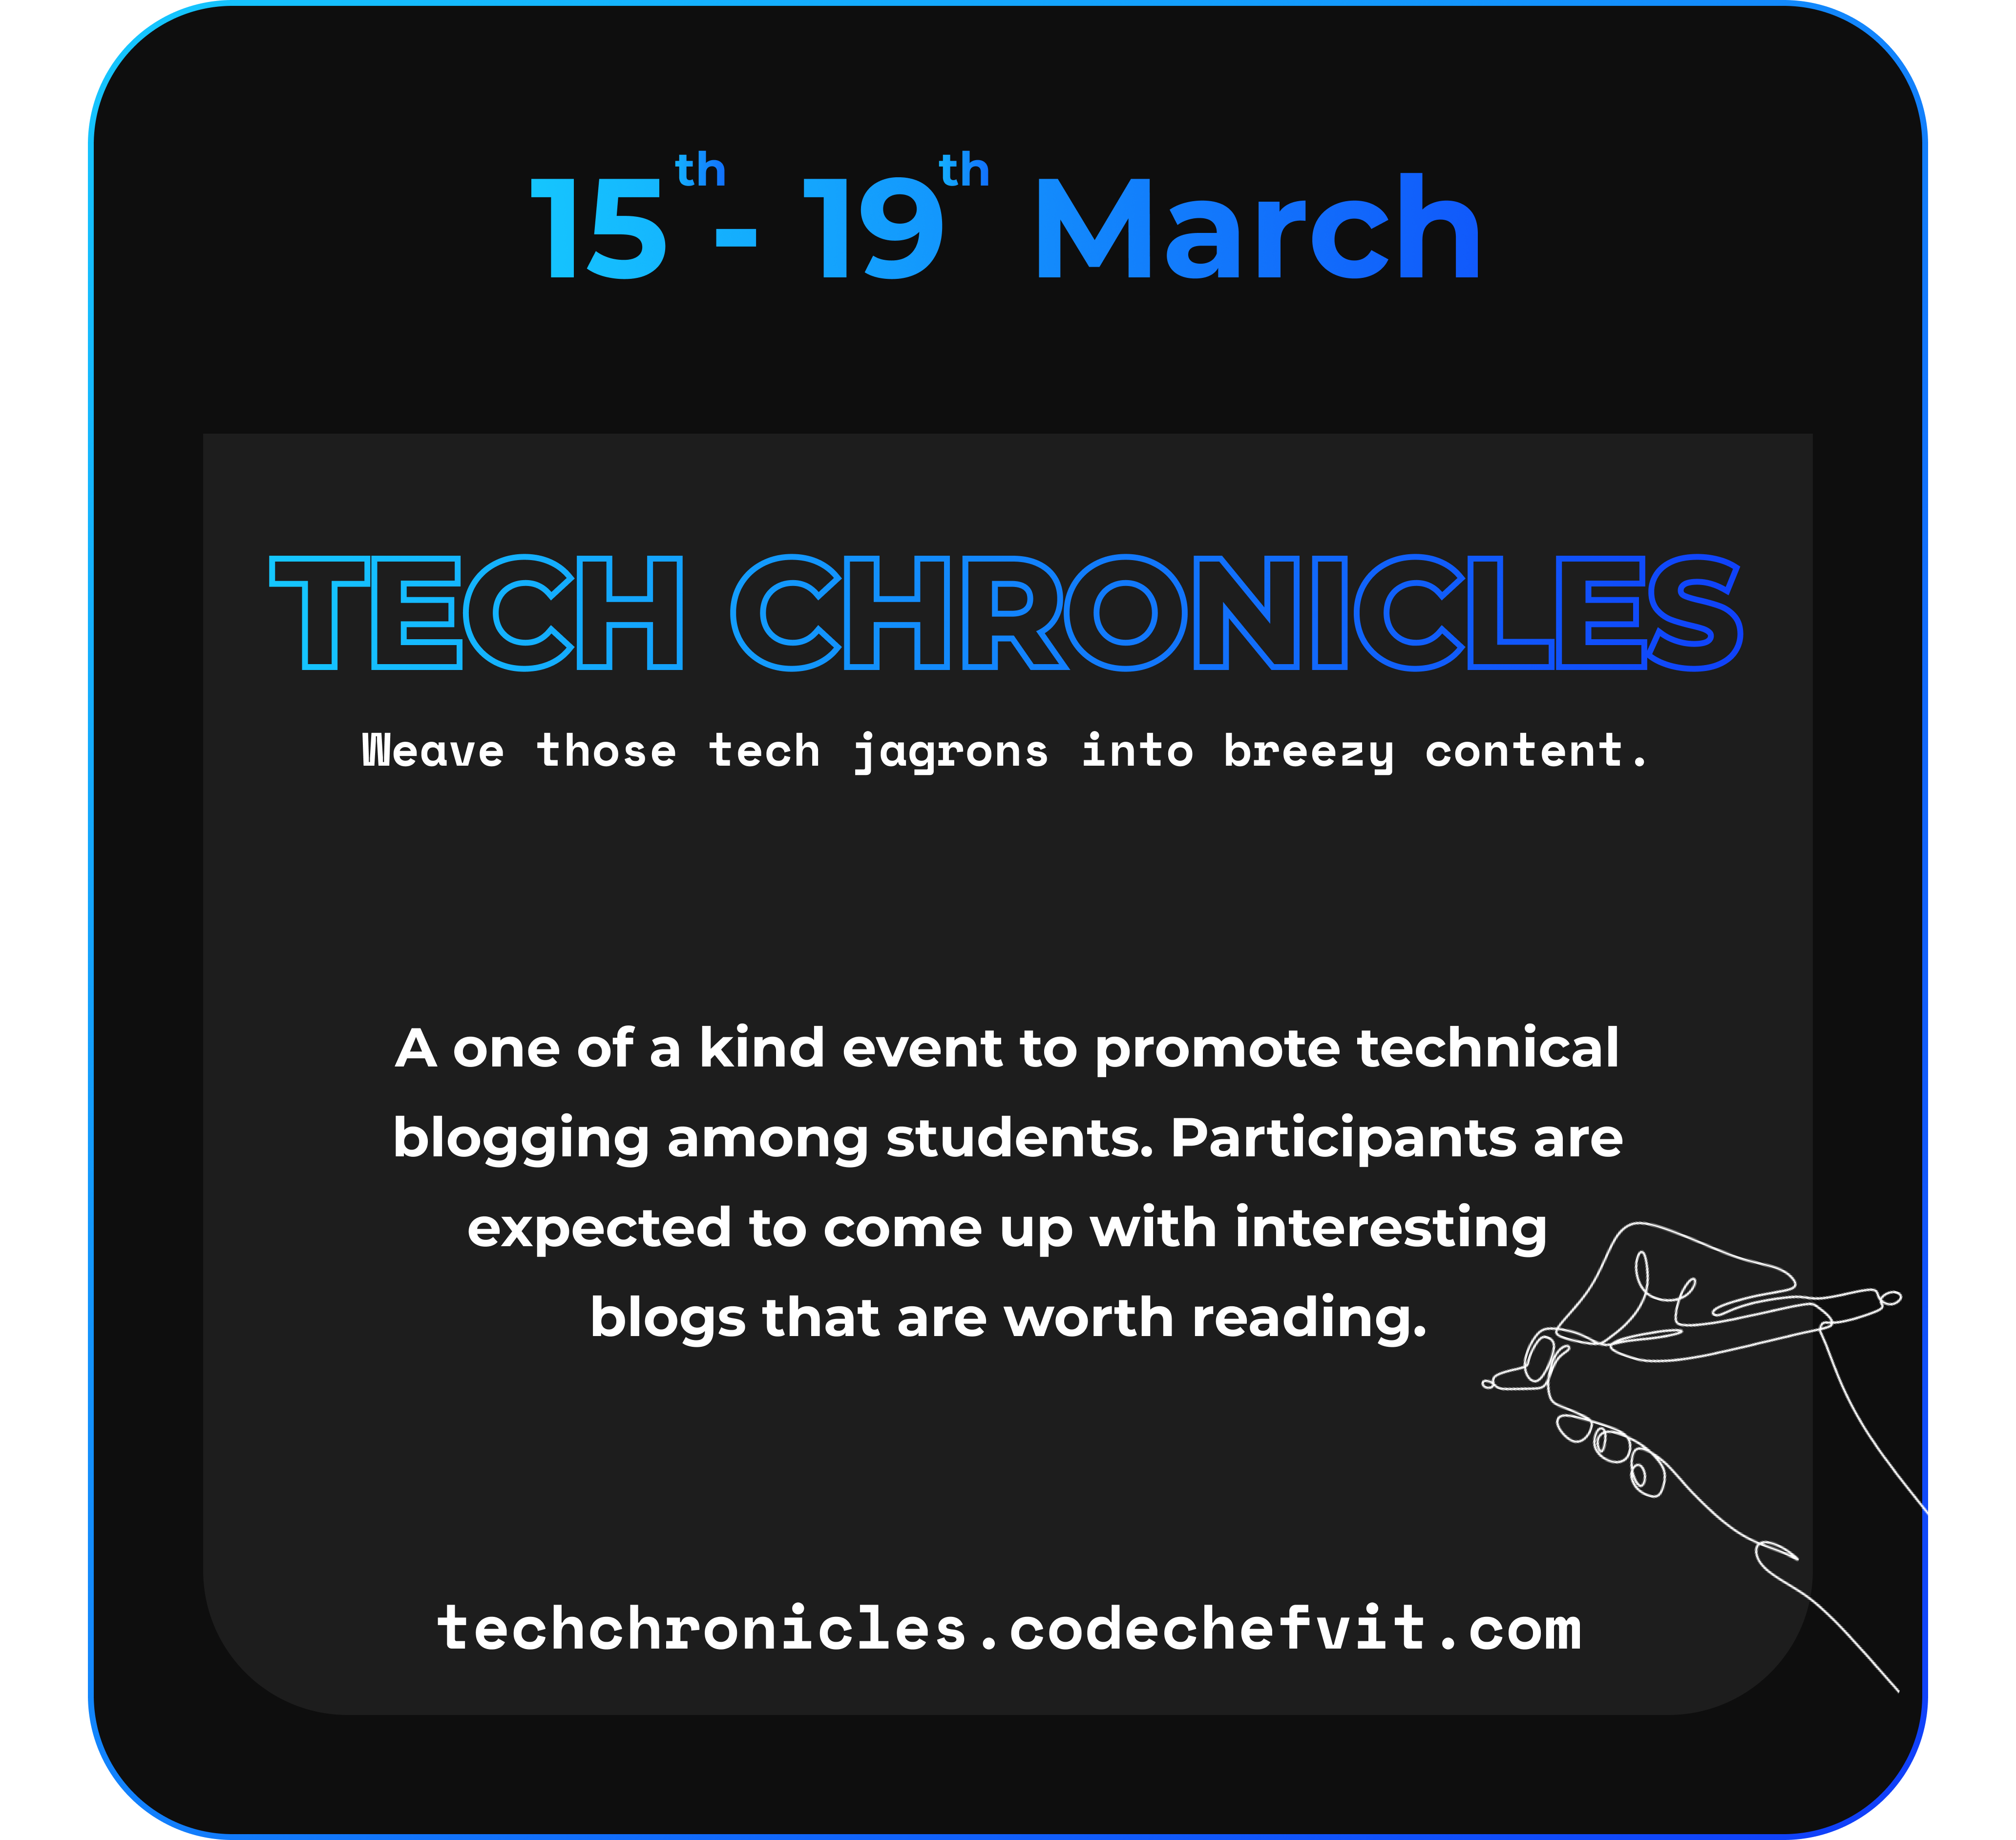 15th - 19th March
TECH CHRONICLES
Weave those tech jagrons into breezy content.
A one of a kind event to promote technical
blogging among students. Participants are
expected to come up with interesting
blogs that are worth reading.
techchronicles.codechefvit.com